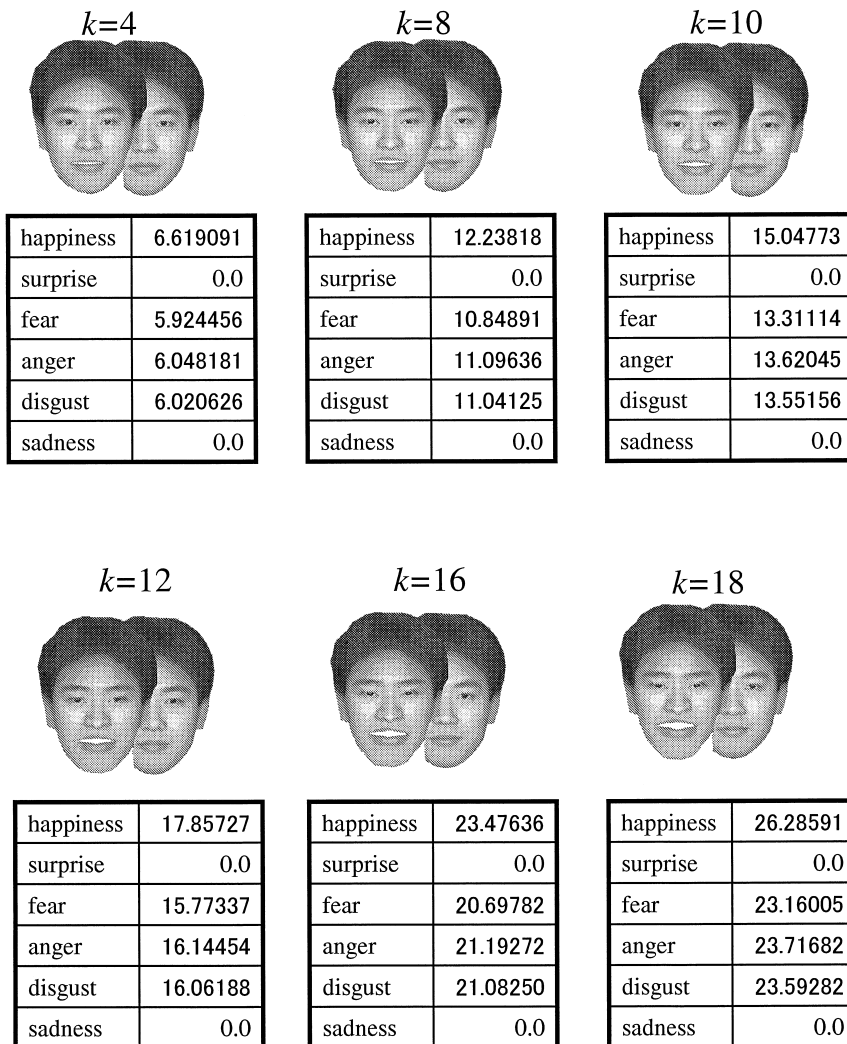 k=4
happiness 6.619091
surprise 0.0
fear 5.924456
anger 6.048181
disgust 6.020626
sadness 0.0
k=8
happiness 12.23818
surprise 0.0
fear 10.84891
anger 11.09636
disgust 11.04125
sadness 0.0
k=10
happiness 15.04773
surprise 0.0
fear 13.31114
anger 13.62045
disgust 13.55156
sadness 0.0
k=12
happiness 17.85727
surprise 0.0
fear 15.77337
anger 16.14454
disgust 16.06188
sadness 0.0
k=16
happiness 23.47636
surprise 0.0
fear 20.69782
anger 21.19272
disgust 21.08250
sadness 0.0
k=18
happiness 26.28591
surprise 0.0
fear 23.16005
anger 23.71682
disgust 23.59282
sadness 0.0